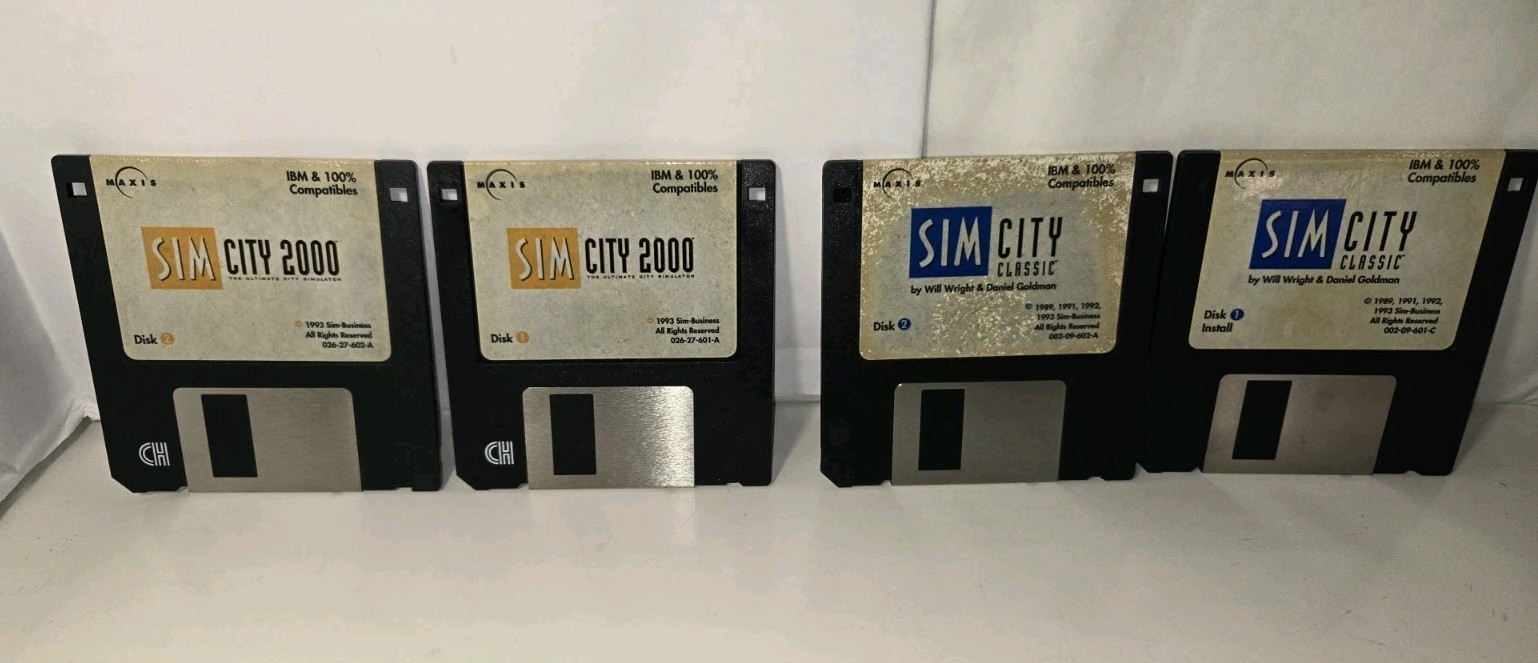 MAXIS
IBM & 100%
Compatibles
SIM CITY 2000™
THE ULTIMATE CITY SIMULATOR
Disk 2
© 1993 Sim-Business
All Rights Reserved
026-27-602-A
CH
MAXIS
IBM & 100%
Compatibles
SIM CITY 2000™
THE ULTIMATE CITY SIMULATOR
Disk 1
© 1993 Sim-Business
All Rights Reserved
026-27-601-A
CH
MAXIS
IBM & 100%
Compatibles
SIM CITY
CLASSIC™
by Will Wright & Daniel Goldman
Disk 2
© 1989, 1991, 1992,
1993 Sim-Business
All Rights Reserved
002-09-602-A
MAXIS
IBM & 100%
Compatibles
SIM CITY
CLASSIC™
by Will Wright & Daniel Goldman
Disk 1
Install
© 1989, 1991, 1992,
1993 Sim-Business
All Rights Reserved
002-09-601-C